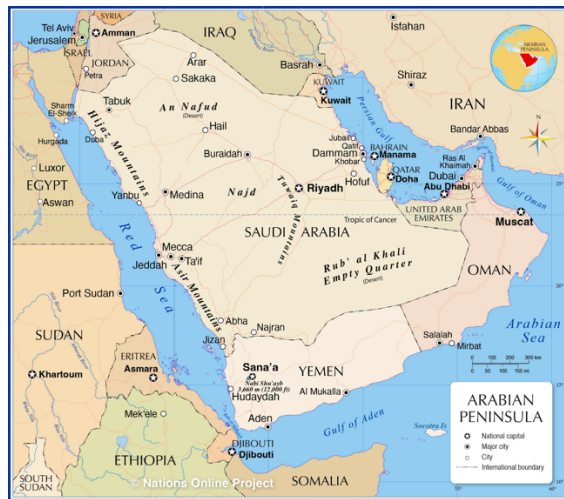 SYRIA
Tel Aviv
Amman
Jerusalem
ISRAEL
JORDAN
Petra
IRAQ
Isfahan
Basrah
ARABIAN
PENINSULA
Arar
Sakaka
KUWAIT
Kuwait
Shiraz
IRAN
Sharm
El-Sheik
Tabuk
An Nafud
(Desert)
Persian Gulf
Bandar Abbas
Hurgada
Duba
Hail
Hijaz Mountains
Jubail
Qatif
Dammam
Khobar
BAHRAIN
Manama
Ras Al
Khaimah
Luxor
Buraidah
QATAR
Doha
Dubai
Abu Dhabi
Gulf of Oman
EGYPT
Aswan
Yanbu
Medina
Najd
Riyadh
Hofuf
Tuwaiq Mountains
UNITED ARAB
EMIRATES
Muscat
Tropic of Cancer
Red Sea
SAUDI ARABIA
Mecca
Jeddah
Ta'if
Rub' al Khali
Empty Quarter
(Desert)
OMAN
Asir Mountains
Port Sudan
Abha
Najran
Jizan
Arabian
Sea
Salalah
Mirbat
SUDAN
Khartoum
ERITREA
Asmara
Sana'a
Nabi Shu'ayb
3,660 m (12,000 ft)
Hudaydah
YEMEN
Al Mukalla
Mek'ele
Aden
Gulf of Aden
Socotra Is
DJIBOUTI
Djibouti
ETHIOPIA
SOMALIA
SOUTH
SUDAN
© Nations Online Project
ARABIAN
PENINSULA
National capital
Major city
City
International boundary